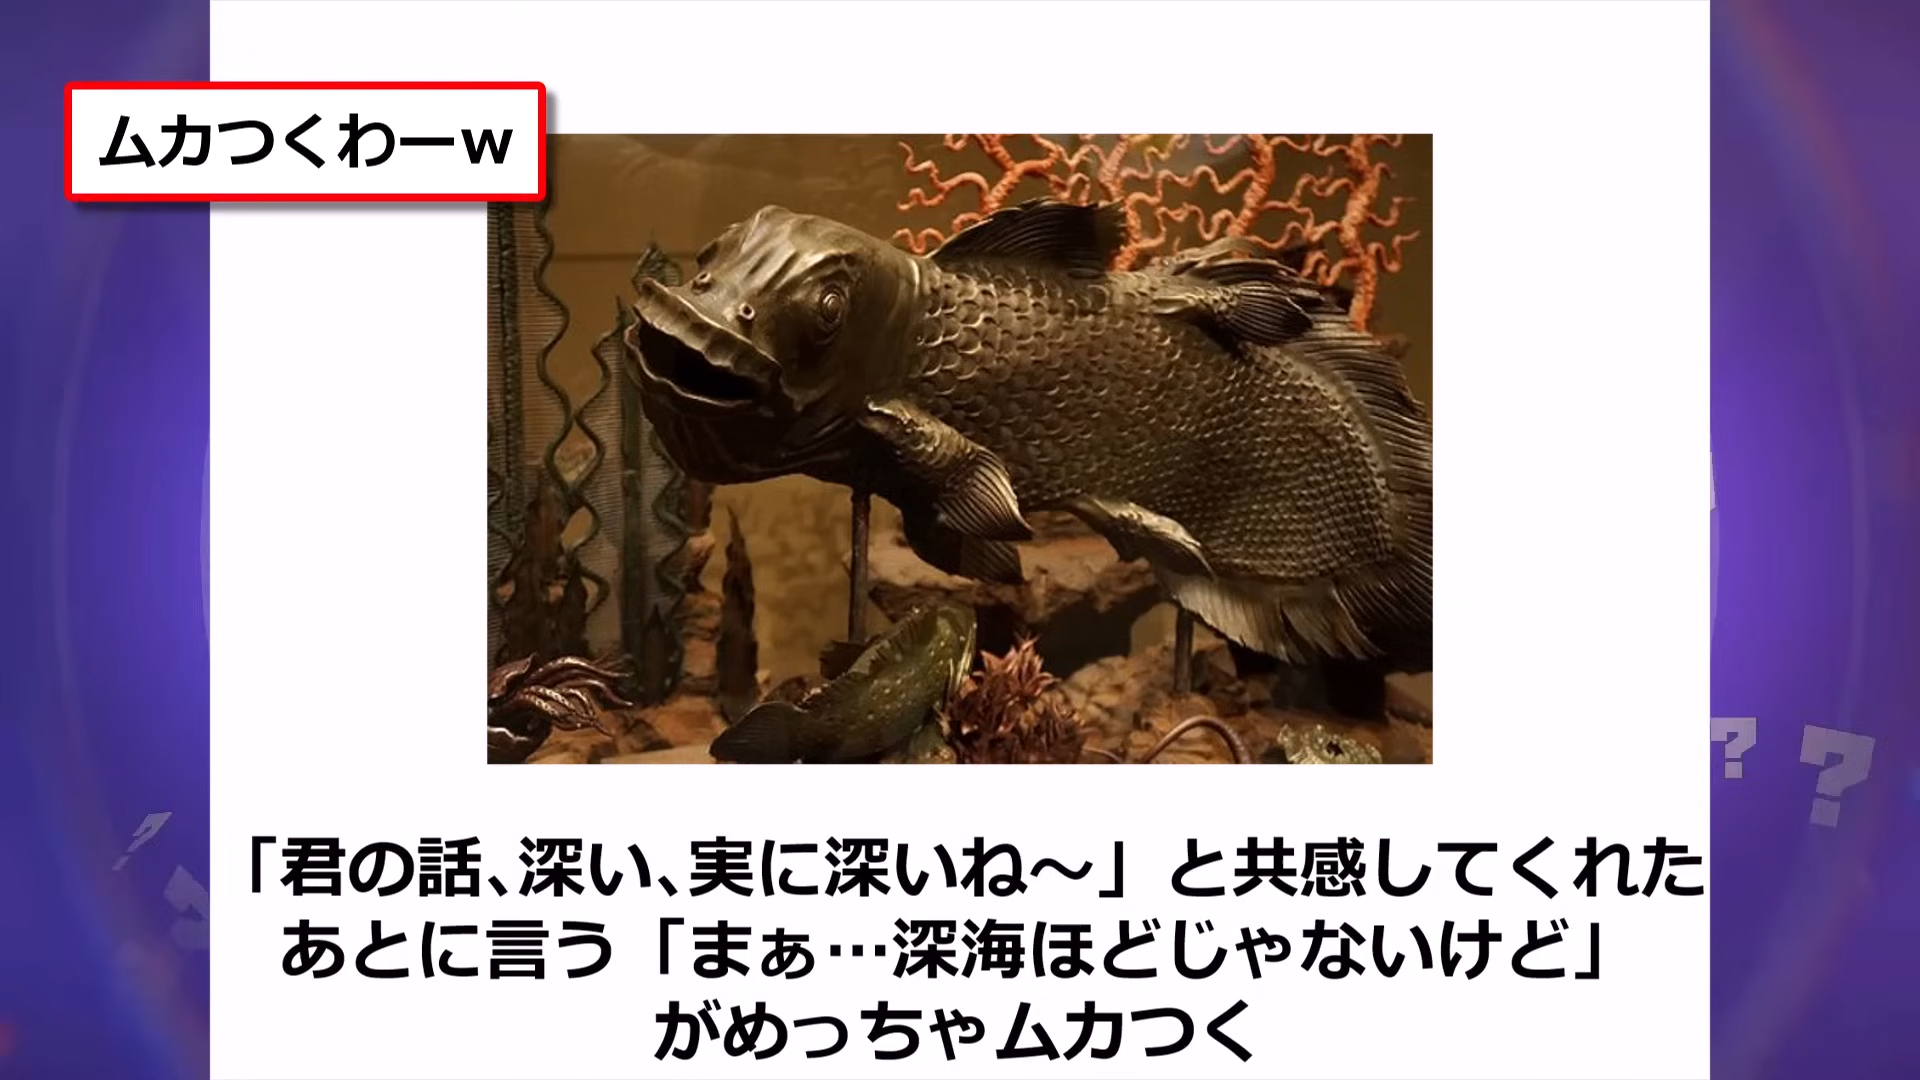 ムカつくわーw
「君の話、深い、実に深いね〜」と共感してくれた
あとに言う「まぁ…深海ほどじゃないけど」
がめっちゃムカつく
? ?